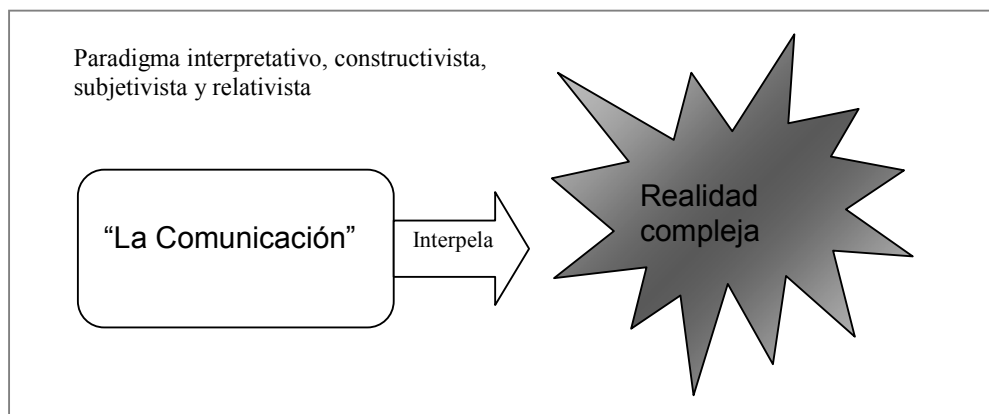 Paradigma interpretativo, constructivista,
subjetivista y relativista
“La Comunicación”
Interpela
Realidad
compleja